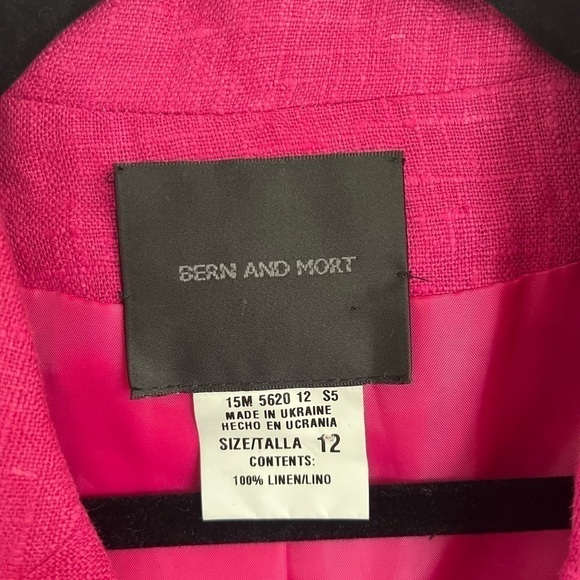 BERN AND MORT
15M 5620 12 S5
MADE IN UKRAINE
HECHO EN UCRANIA
SIZE/TALLA 12
CONTENTS:
100% LINEN/LINO